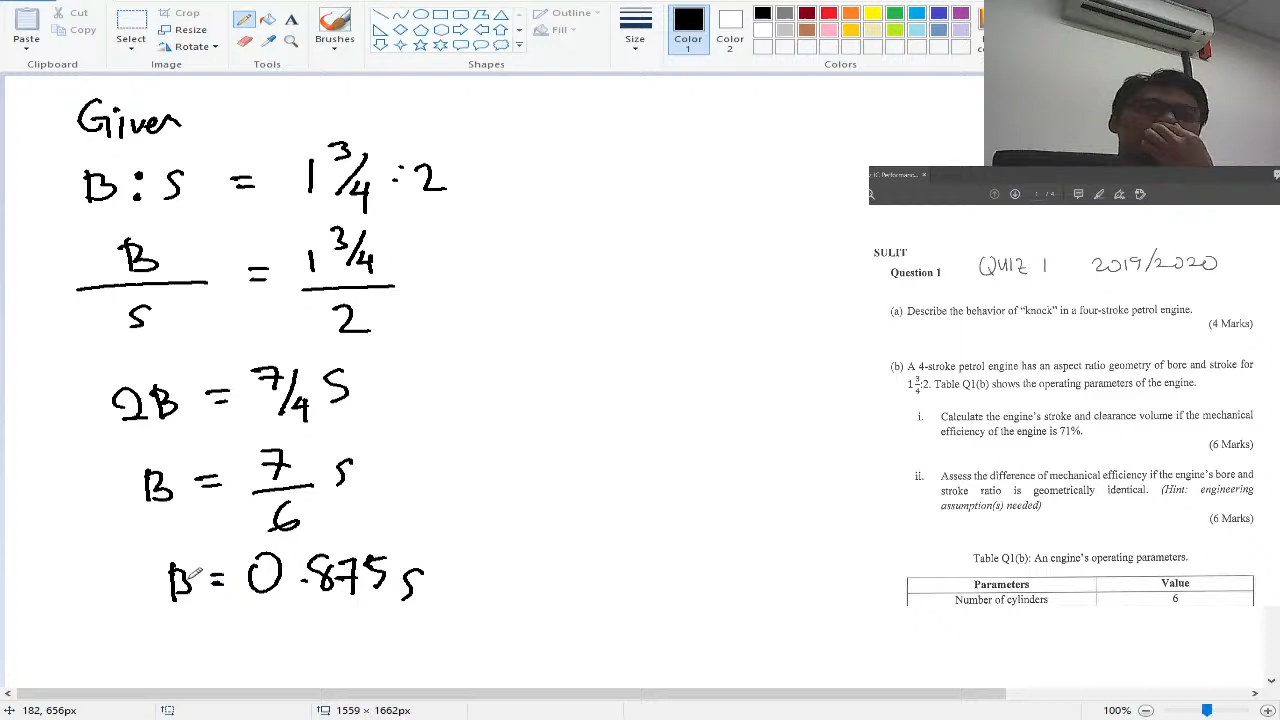 Cut
Copy
Paste
Clipboard
Select
Crop
Resize
Rotate
Image
Tools
Brushes
Shapes
Outline
Fill
Size
Color 1
Color 2
Colors
Given
B : S = 1 3/4 : 2
B / S = 1 3/4 / 2
2B = 7/4 S
B = 7/6 S
B = 0.875 S
IC Performanc...
1 / 4
SULIT
Question 1 QUIZ 1 2019/2020
(a) Describe the behavior of “knock” in a four-stroke petrol engine.
(4 Marks)
(b) A 4-stroke petrol engine has an aspect ratio geometry of bore and stroke for
1 3/4:2. Table Q1(b) shows the operating parameters of the engine.
i. Calculate the engine’s stroke and clearance volume if the mechanical
efficiency of the engine is 71%.
(6 Marks)
ii. Assess the difference of mechanical efficiency if the engine’s bore and
stroke ratio is geometrically identical. (Hint: engineering
assumption(s) needed)
(6 Marks)
Table Q1(b): An engine’s operating parameters.
Parameters Value
Number of cylinders 6
182, 656px
1559 × 1662px
100%